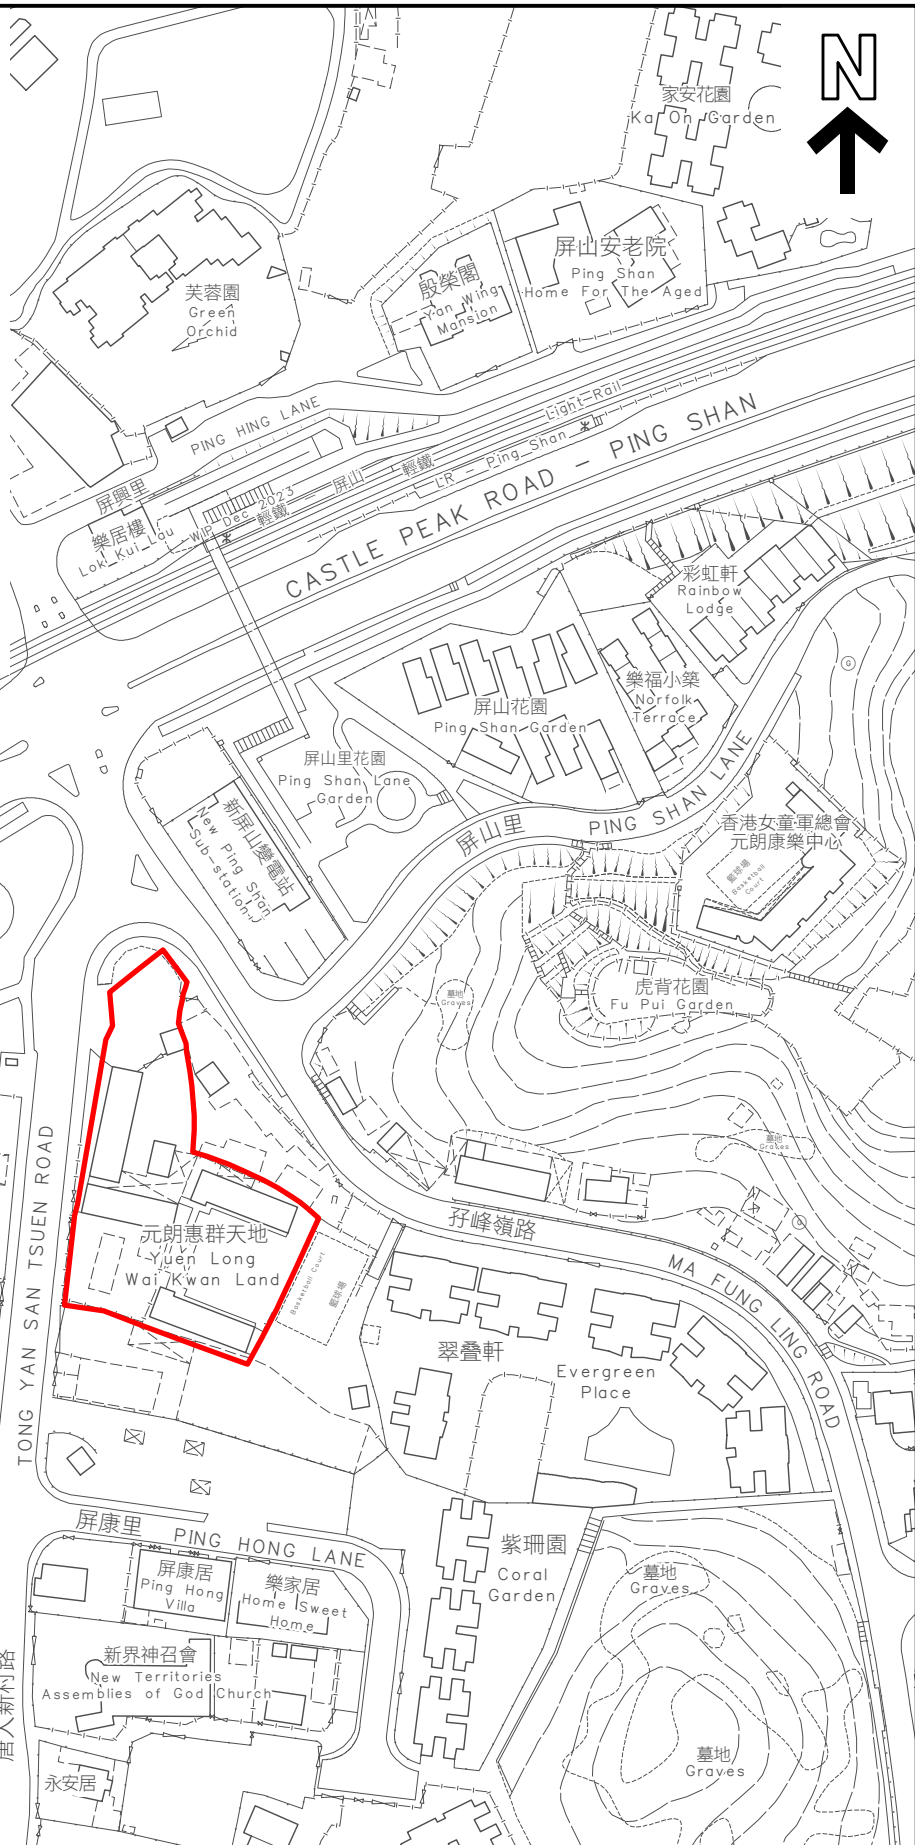 N
家安花園
Ka On Garden
屏山安老院
Ping Shan
Home For The Aged
殷榮閣
Yan Wing
Mansion
芙蓉園
Green
Orchid
PING HING LANE
屏興里
樂居樓
Lok Kui Lau
WIP Dec 2023
輕鐵 — 屏山
輕鐵
Light Rail
LR - Ping Shan
CASTLE PEAK ROAD - PING SHAN
彩虹軒
Rainbow
Lodge
樂福小築
Norfolk
Terrace
屏山花園
Ping Shan Garden
屏山里花園
Ping Shan Lane
Garden
新屏山變電站
New Ping Shan
Sub-station
屏山里
PING SHAN LANE
香港女童軍總會
元朗康樂中心
籃球場
Basketball
Court
G
虎背花園
Fu Pui Garden
墓地
Graves
墓地
Graves
G
TONG YAN SAN TSUEN ROAD
元朗惠群天地
Yuen Long
Wai Kwan Land
Basketball Court
籃球場
孖峰嶺路
MA FUNG LING ROAD
翠疊軒
Evergreen
Place
屏康里
PING HONG LANE
屏康居
Ping Hong
Villa
樂家居
Home Sweet
Home
紫珊園
Coral
Garden
墓地
Graves
新界神召會
New Territories
Assemblies of God Church
唐人新村路
永安居
墓地
Graves